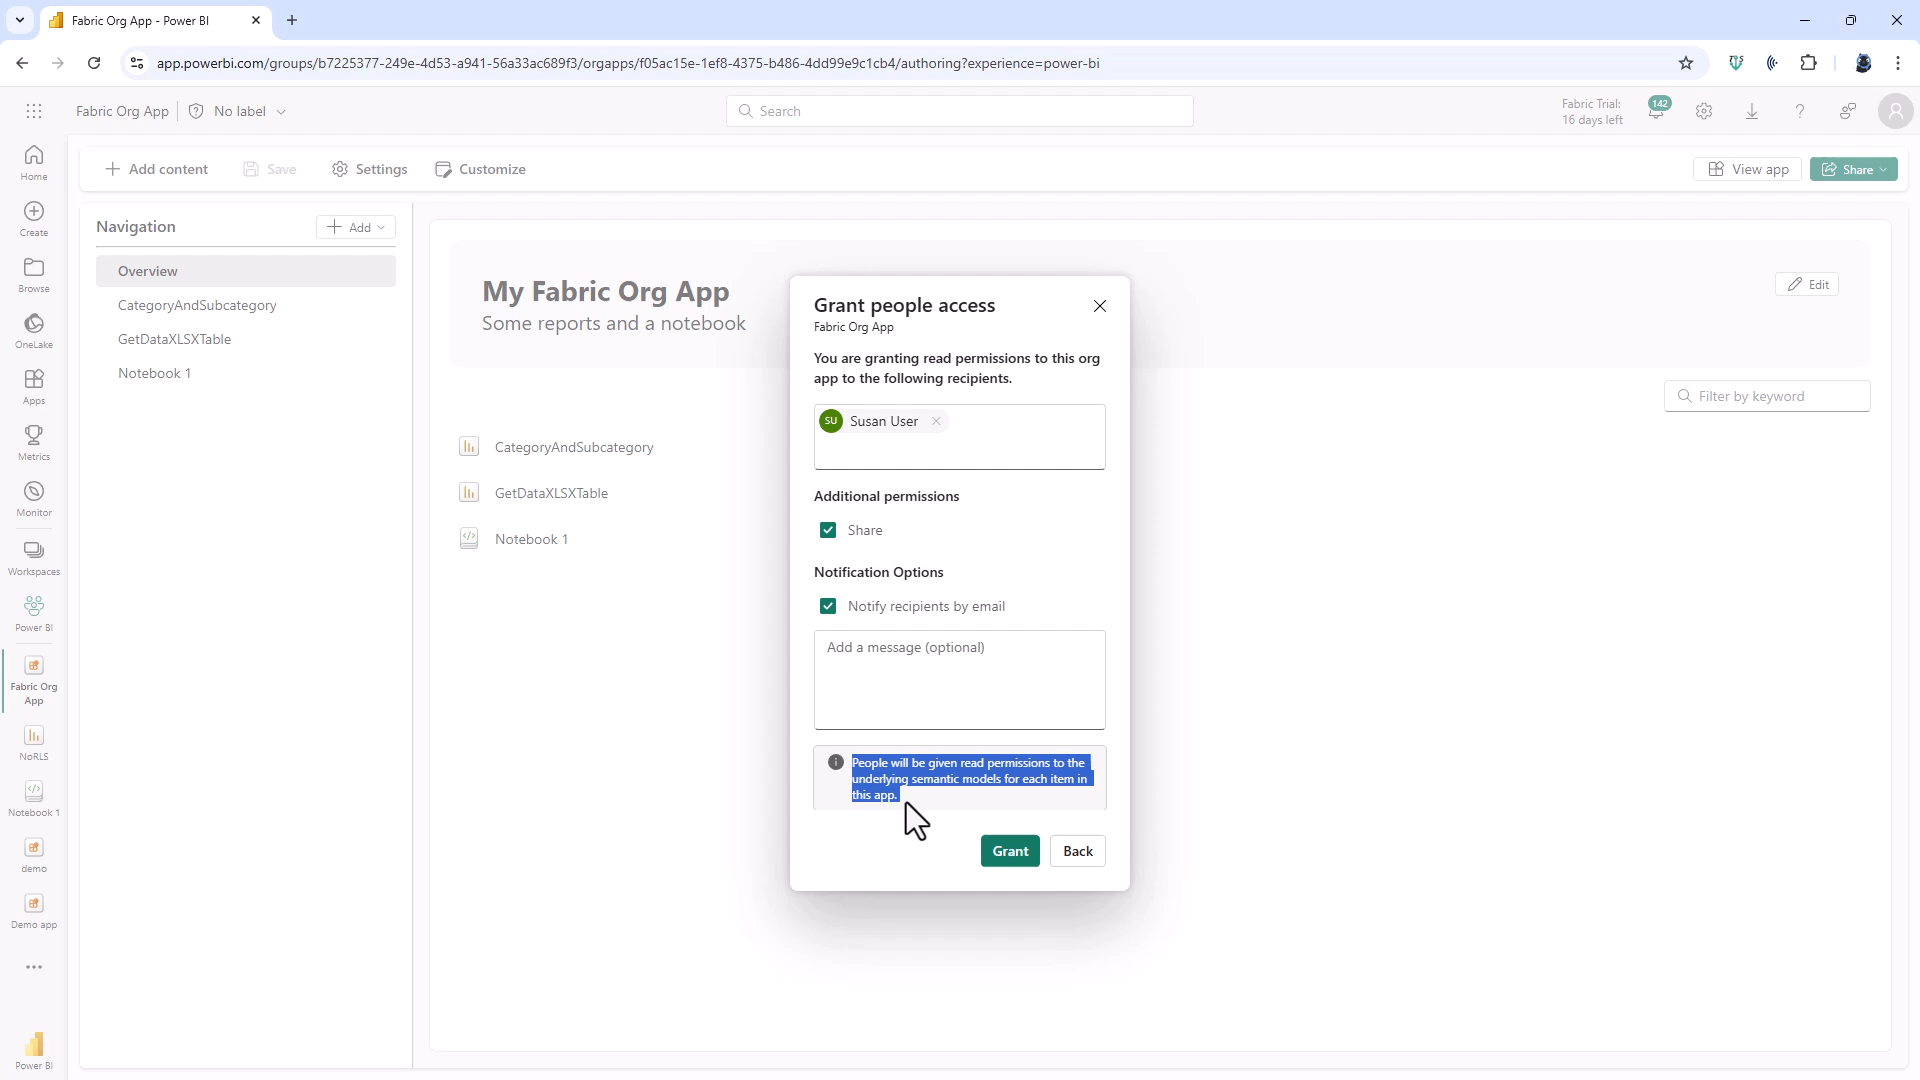 Fabric Org App - Power BI
app.powerbi.com/groups/b7225377-249e-4d53-a941-56a33ac689f3/orgapps/f05ac15e-1ef8-4375-b486-4dd99e9c1cb4/authoring?experience=power-bi
Fabric Org App
No label
Search
Fabric Trial:
16 days left
142
Add content
Save
Settings
Customize
View app
Share
Home
Create
Browse
OneLake
Apps
Metrics
Monitor
Workspaces
Power BI
Fabric Org
App
NoRLS
Notebook 1
demo
Demo app
Power BI
Navigation
Add
Overview
CategoryAndSubcategory
GetDataXLSXTable
Notebook 1
My Fabric Org App
Some reports and a notebook
Edit
Filter by keyword
CategoryAndSubcategory
GetDataXLSXTable
Notebook 1
Grant people access
Fabric Org App
You are granting read permissions to this org
app to the following recipients.
SU
Susan User
Additional permissions
Share
Notification Options
Notify recipients by email
Add a message (optional)
People will be given read permissions to the
underlying semantic models for each item in
this app.
Grant
Back